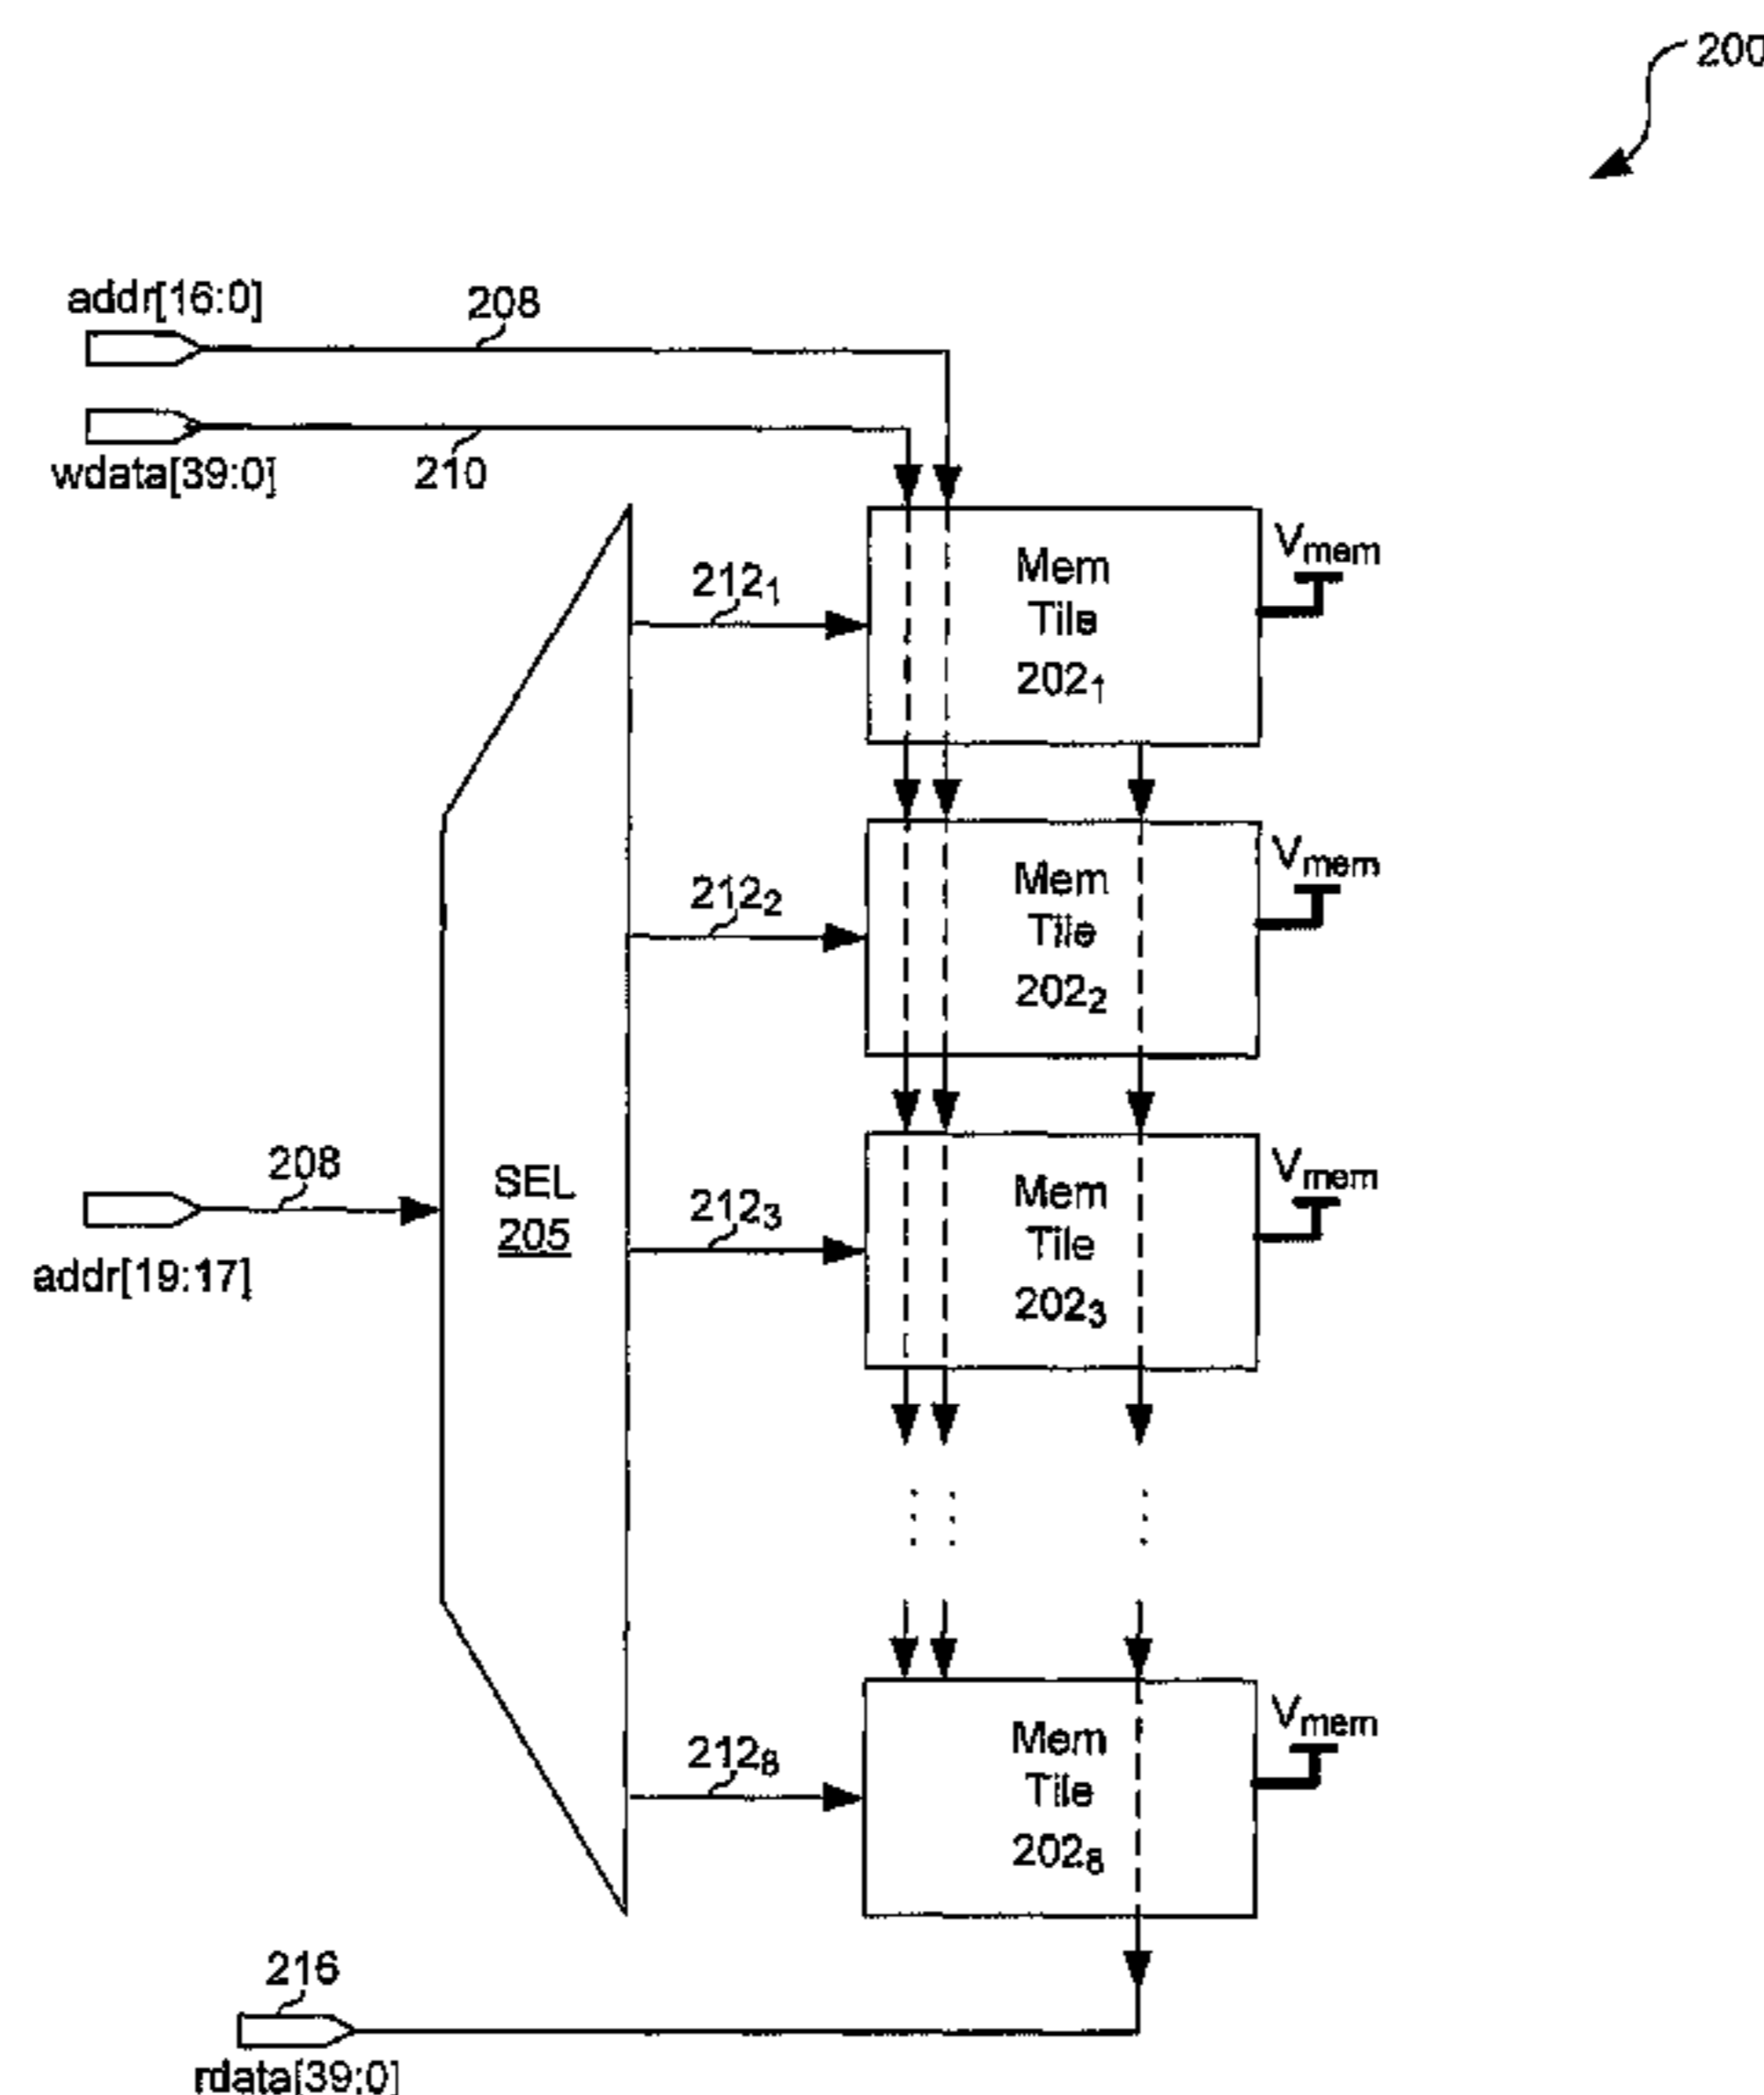 200
addr[16:0]
208
wdata[39:0]
210
212₁
Mem
Tile
202₁
Vmem
212₂
Mem
Tile
202₂
Vmem
208
addr[19:17]
SEL
205
212₃
Mem
Tile
202₃
Vmem
212₈
Mem
Tile
202₈
Vmem
216
rdata[39:0]